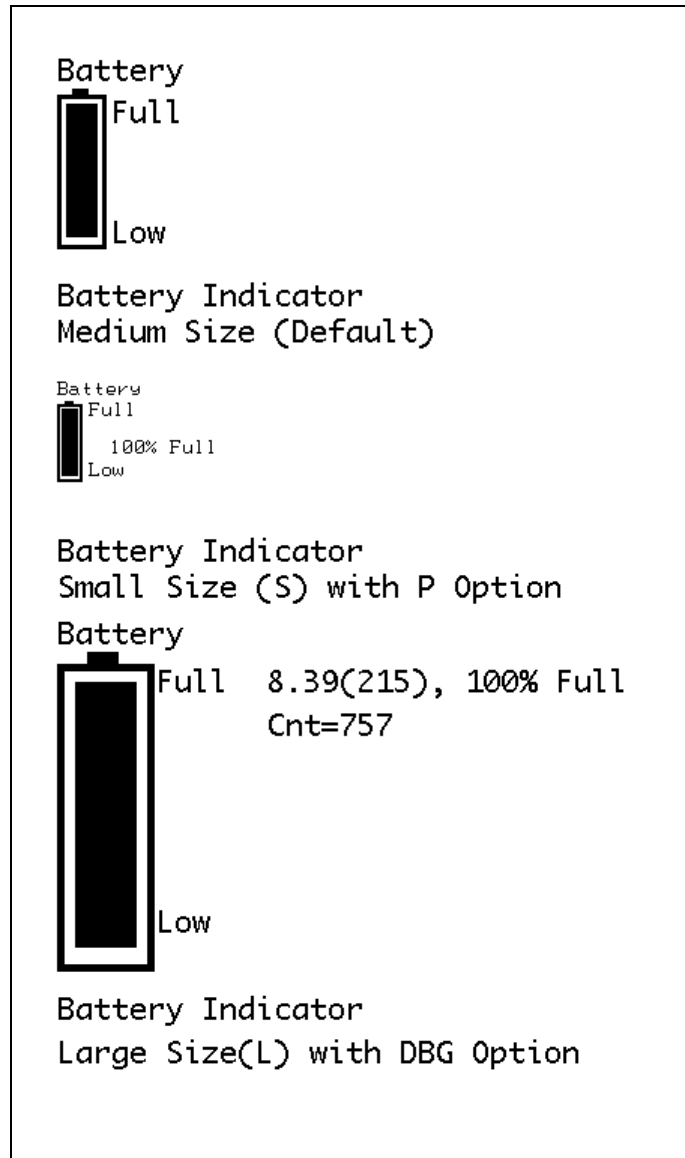 Battery
Full
Low
Battery Indicator
Medium Size (Default)
Battery
Full
100% Full
Low
Battery Indicator
Small Size (S) with P Option
Battery
Full 8.39(215), 100% Full
Cnt=757
Low
Battery Indicator
Large Size(L) with DBG Option